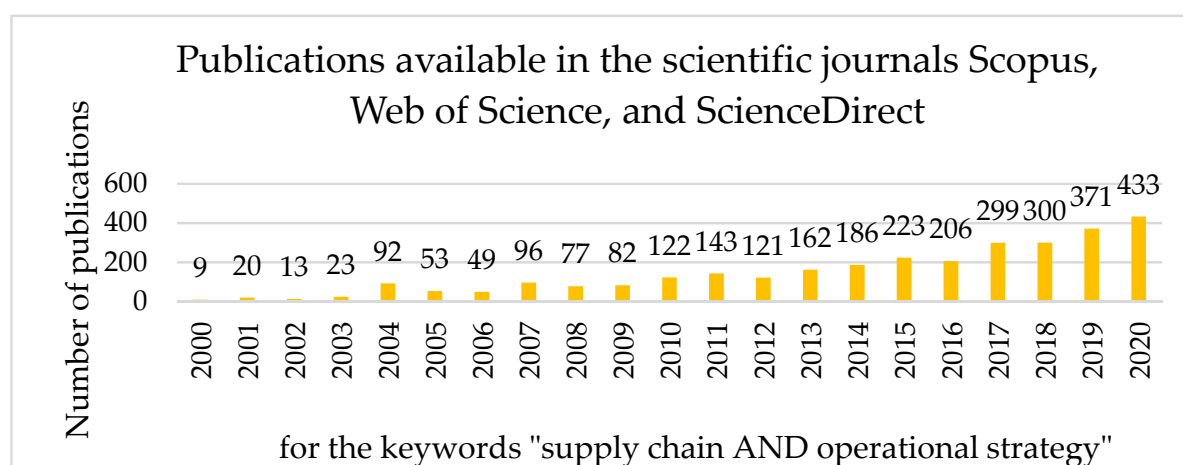 Publications available in the scientific journals Scopus,
Web of Science, and ScienceDirect
Number of publications
600
400
200
0
9 20 13 23 92 53 49 96 77 82 122 143 121 162 186 223 206 299 300 371 433
2000 2001 2002 2003 2004 2005 2006 2007 2008 2009 2010 2011 2012 2013 2014 2015 2016 2017 2018 2019 2020
for the keywords "supply chain AND operational strategy"